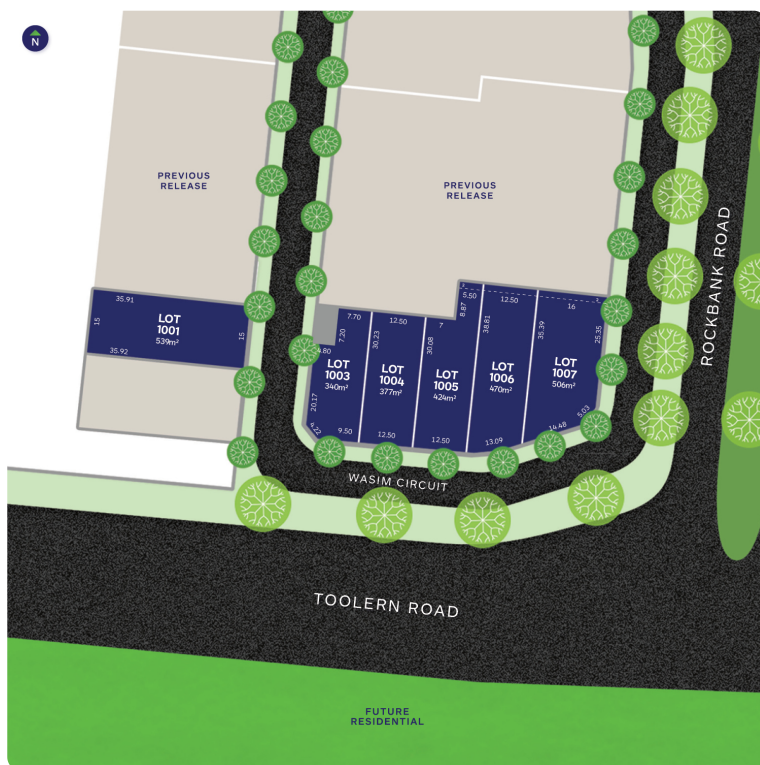 N
PREVIOUS
RELEASE
PREVIOUS
RELEASE
ROCKBANK ROAD
35.91
15
LOT
1001
539m²
15
35.92
7.70
7.20
4.80
LOT
1003
340m²
20.17
4.22
9.50
12.50
30.23
LOT
1004
377m²
12.50
7
30.08
LOT
1005
424m²
12.50
8.87
5.50
12.50
38.81
LOT
1006
470m²
13.09
16
35.39
25.35
LOT
1007
506m²
14.48
5.03
WASIM CIRCUIT
TOOLERN ROAD
FUTURE
RESIDENTIAL